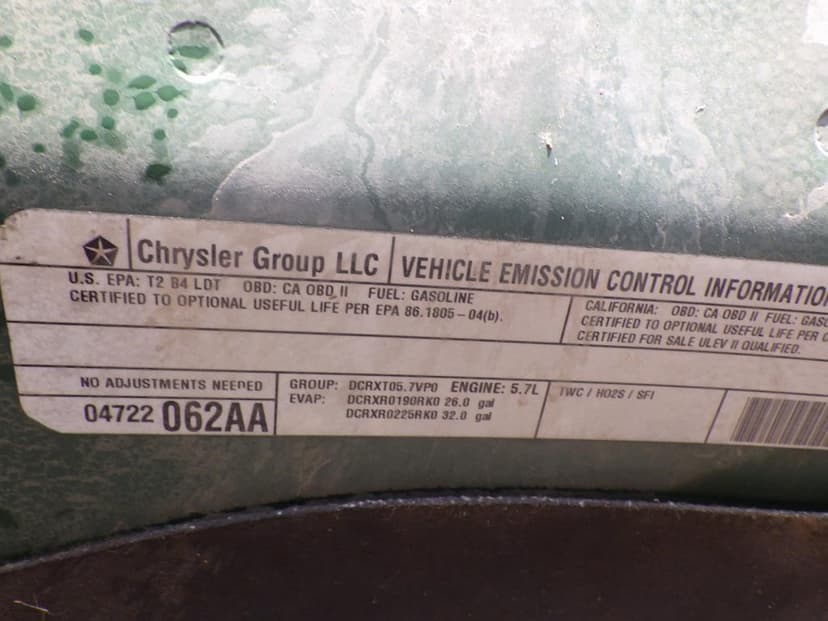 Chrysler Group LLC
VEHICLE EMISSION CONTROL INFORMATIO
U.S. EPA: T2 B4 LDT OBD: CA OBD II FUEL: GASOLINE
CERTIFIED TO OPTIONAL USEFUL LIFE PER EPA 86.1805-04(b).
CALIFORNIA: OBD: CA OBD II FUEL: GASO
CERTIFIED TO OPTIONAL USEFUL LIFE PER C
CERTIFIED FOR SALE ULEV II QUALIFIED.
NO ADJUSTMENTS NEEDED
04722 062AA
GROUP: DCRXT05.7VP0 ENGINE: 5.7L
EVAP: DCRXR0190RK0 26.0 gal
DCRXR0225RK0 32.0 gal
TWC / HO2S / SFI